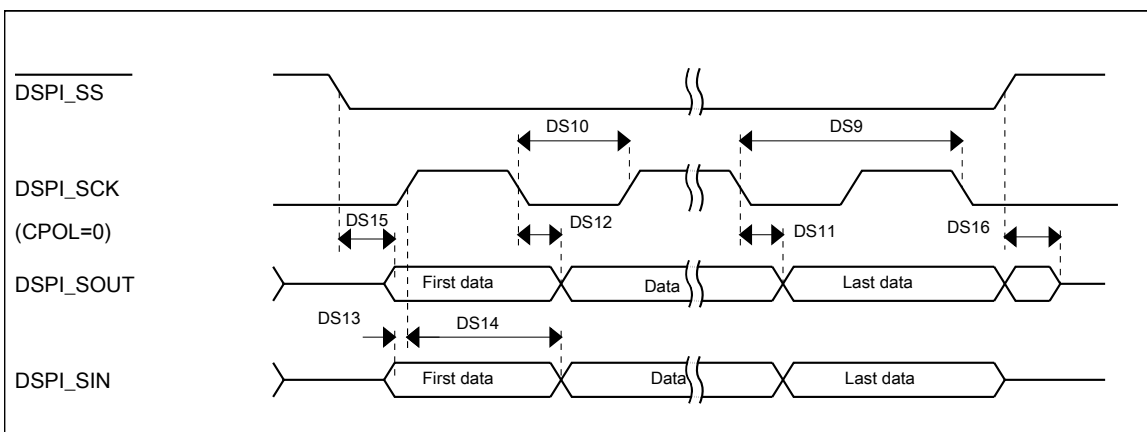 DSPI_SS
DS10
DS9
DSPI_SCK
(CPOL=0)
DS15
DS12
DS11
DS16
DSPI_SOUT
First data
Data
Last data
DS13
DS14
DSPI_SIN
First data
Data
Last data